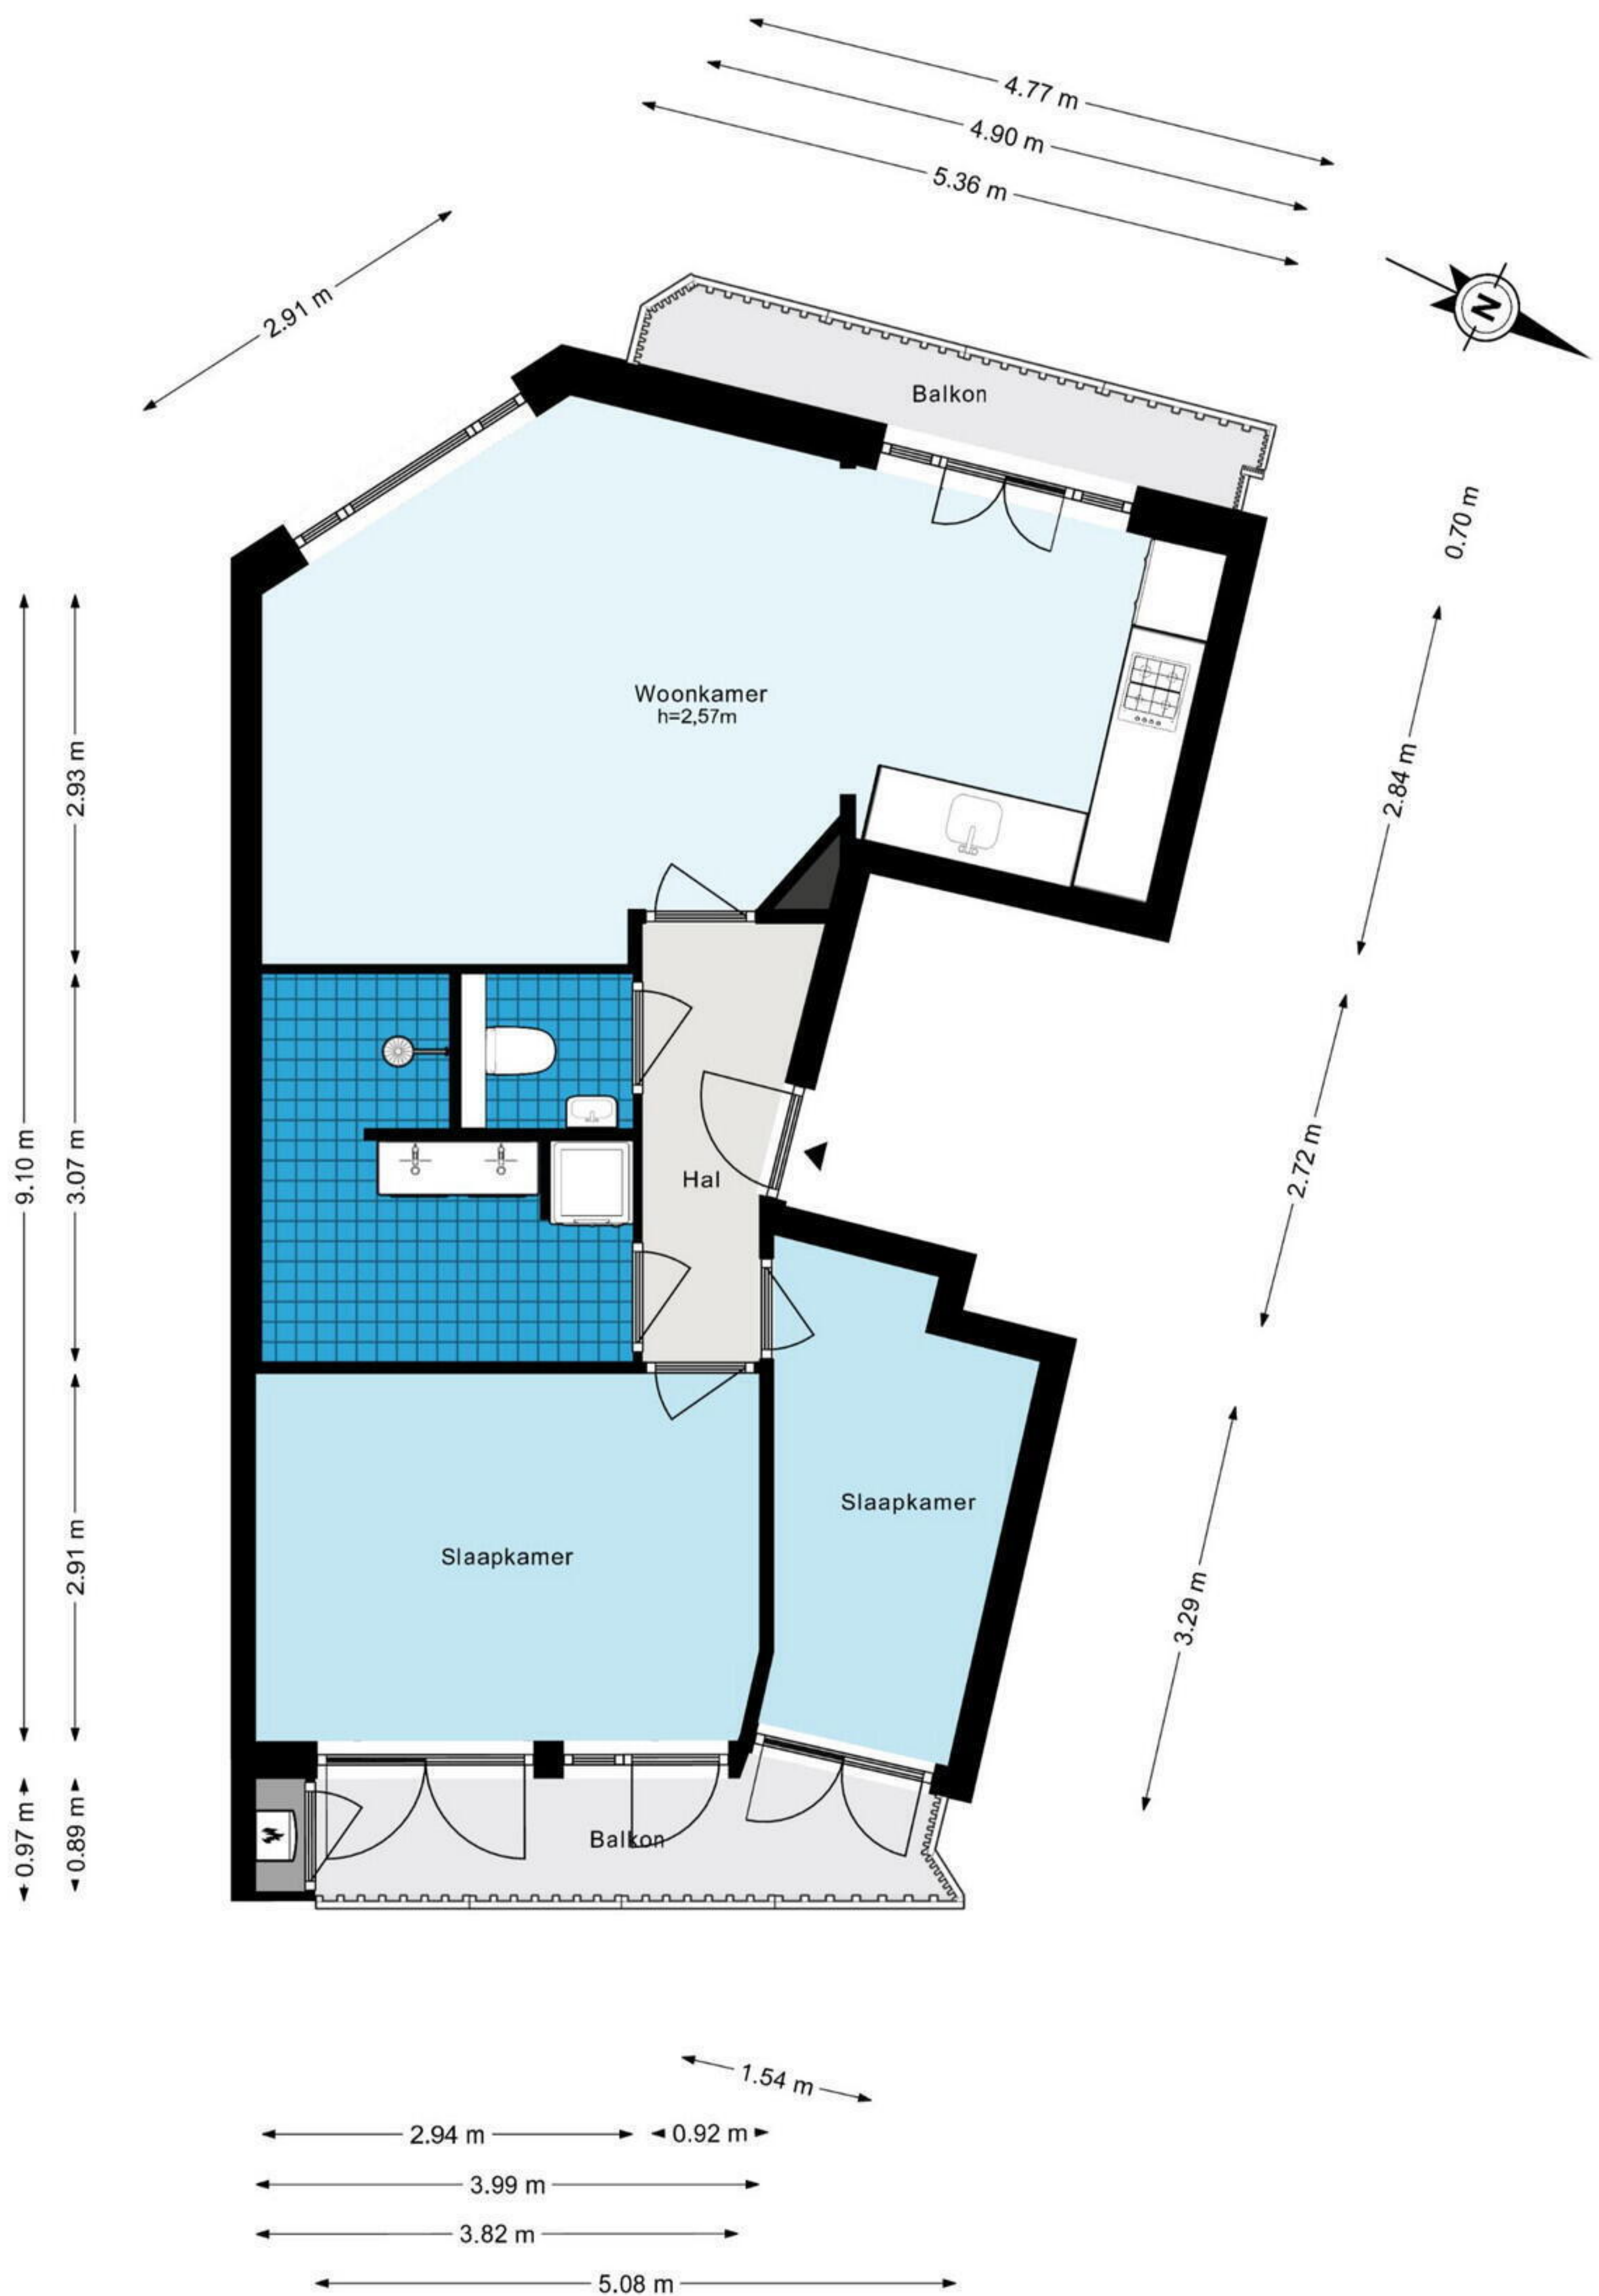 4.77 m
4.90 m
5.36 m
2.91 m
N
Balkon
0.70 m
Woonkamer
h=2,57m
2.93 m
2.84 m
9.10 m
3.07 m
2.72 m
Hal
Slaapkamer
Slaapkamer
2.91 m
3.29 m
0.97 m
0.89 m
Balkon
1.54 m
2.94 m
0.92 m
3.99 m
3.82 m
5.08 m